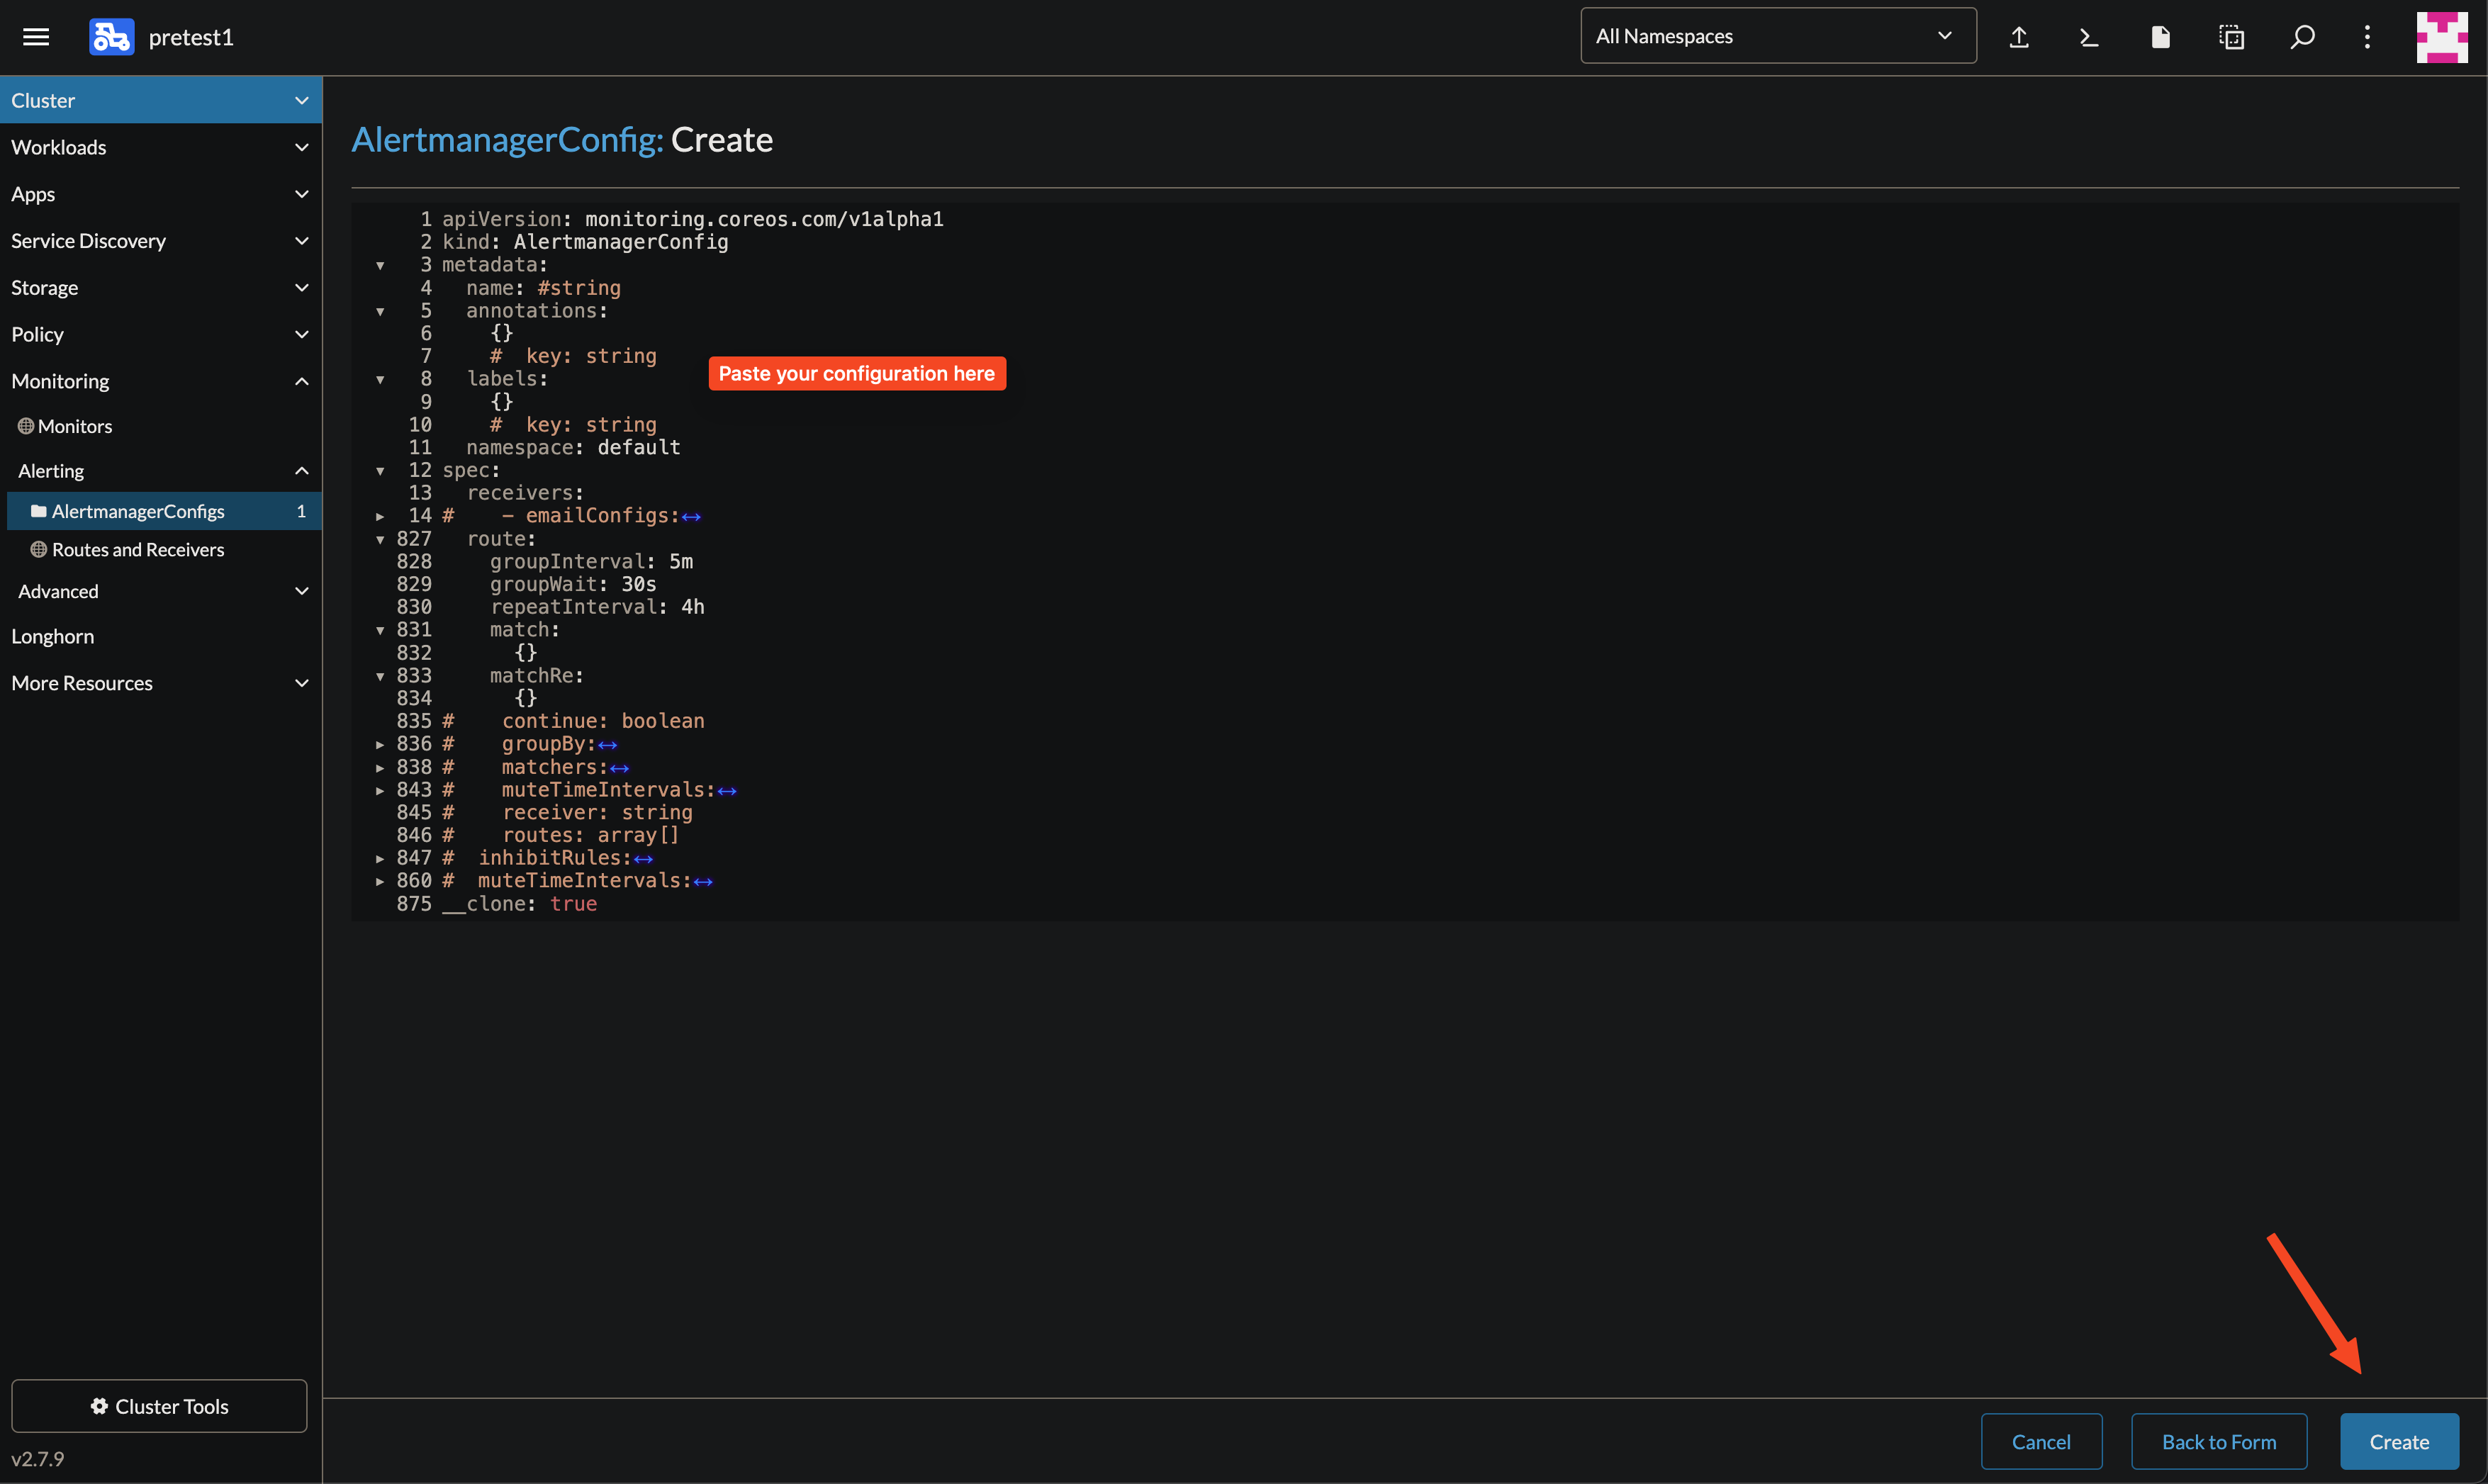 pretest1
All Namespaces
Cluster
Workloads
Apps
Service Discovery
Storage
Policy
Monitoring
Monitors
Alerting
AlertmanagerConfigs 1
Routes and Receivers
Advanced
Longhorn
More Resources
Cluster Tools
v2.7.9
AlertmanagerConfig: Create
1 apiVersion: monitoring.coreos.com/v1alpha1
2 kind: AlertmanagerConfig
3 metadata:
4   name: #string
5   annotations:
6     {}
7     #  key: string
8   labels:
9     {}
10     #  key: string
11   namespace: default
12 spec:
13   receivers:
14 #    - emailConfigs:↔
827   route:
828     groupInterval: 5m
829     groupWait: 30s
830     repeatInterval: 4h
831     match:
832       {}
833     matchRe:
834       {}
835 #    continue: boolean
836 #    groupBy:↔
838 #    matchers:↔
843 #    muteTimeIntervals:↔
845 #    receiver: string
846 #    routes: array[]
847 #  inhibitRules:↔
860 #  muteTimeIntervals:↔
875 __clone: true
Paste your configuration here
Cancel
Back to Form
Create